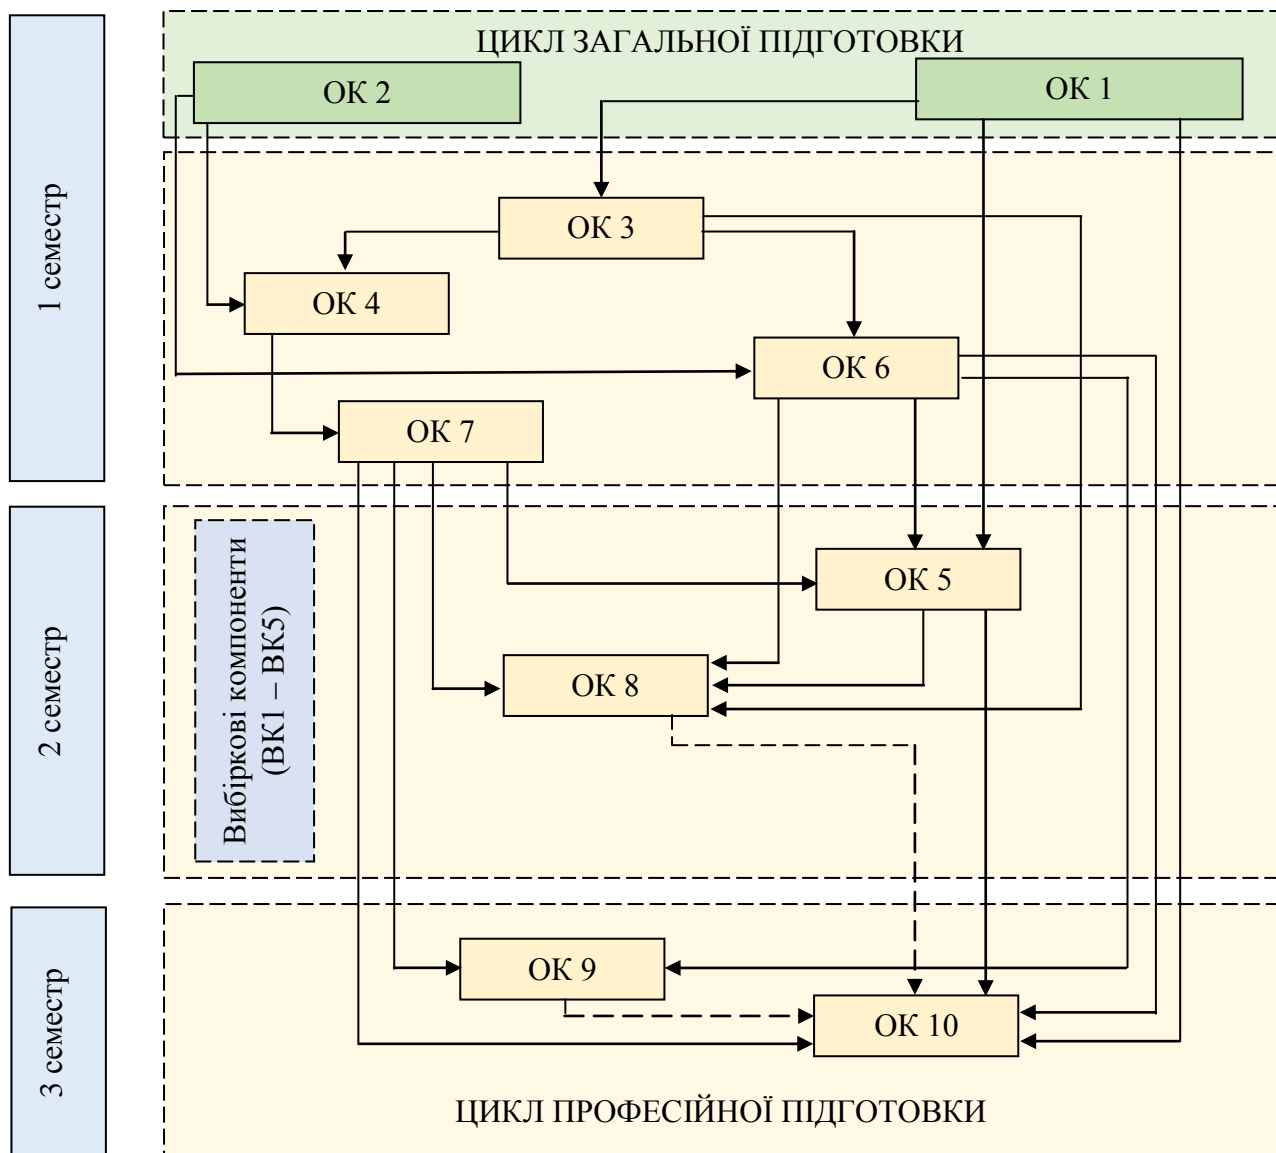 ЦИКЛ ЗАГАЛЬНОЇ ПІДГОТОВКИ
ОК 2
ОК 1
1 семестр
ОК 3
ОК 4
ОК 6
ОК 7
2 семестр
Вибіркові компоненти
(ВК1 – ВК5)
ОК 5
ОК 8
3 семестр
ОК 9
ОК 10
ЦИКЛ ПРОФЕСІЙНОЇ ПІДГОТОВКИ